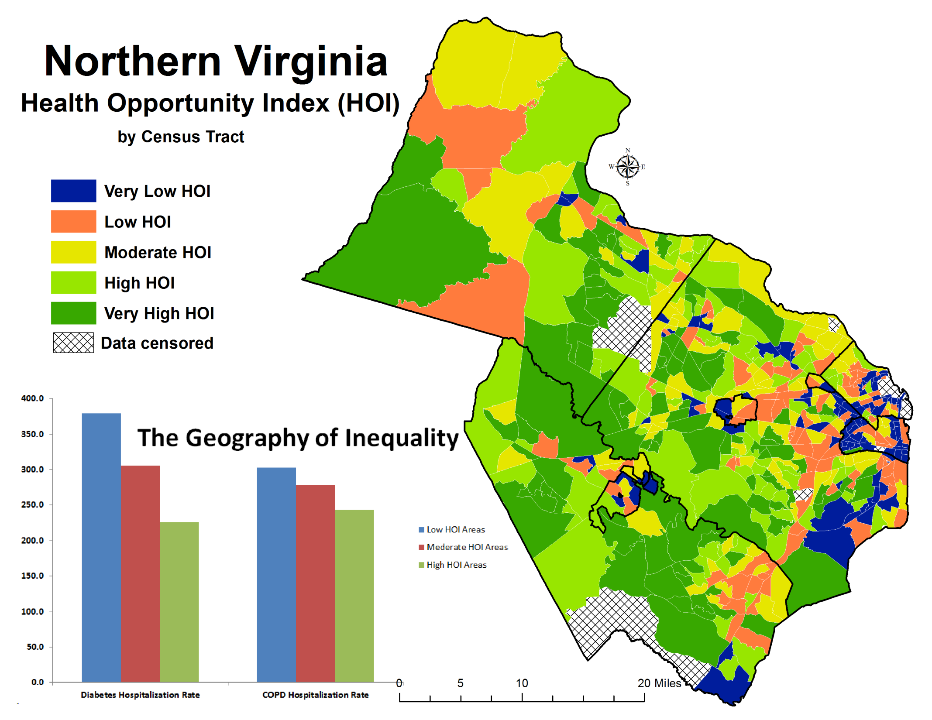 Northern Virginia
Health Opportunity Index (HOI)
by Census Tract
N
W E
S
Very Low HOI
Low HOI
Moderate HOI
High HOI
Very High HOI
Data censored
The Geography of Inequality
400.0
350.0
300.0
250.0
200.0
150.0
100.0
50.0
0.0
Low HOI Areas
Moderate HOI Areas
High HOI Areas
Diabetes Hospitalization Rate
COPD Hospitalization Rate
0 5 10 20 Miles